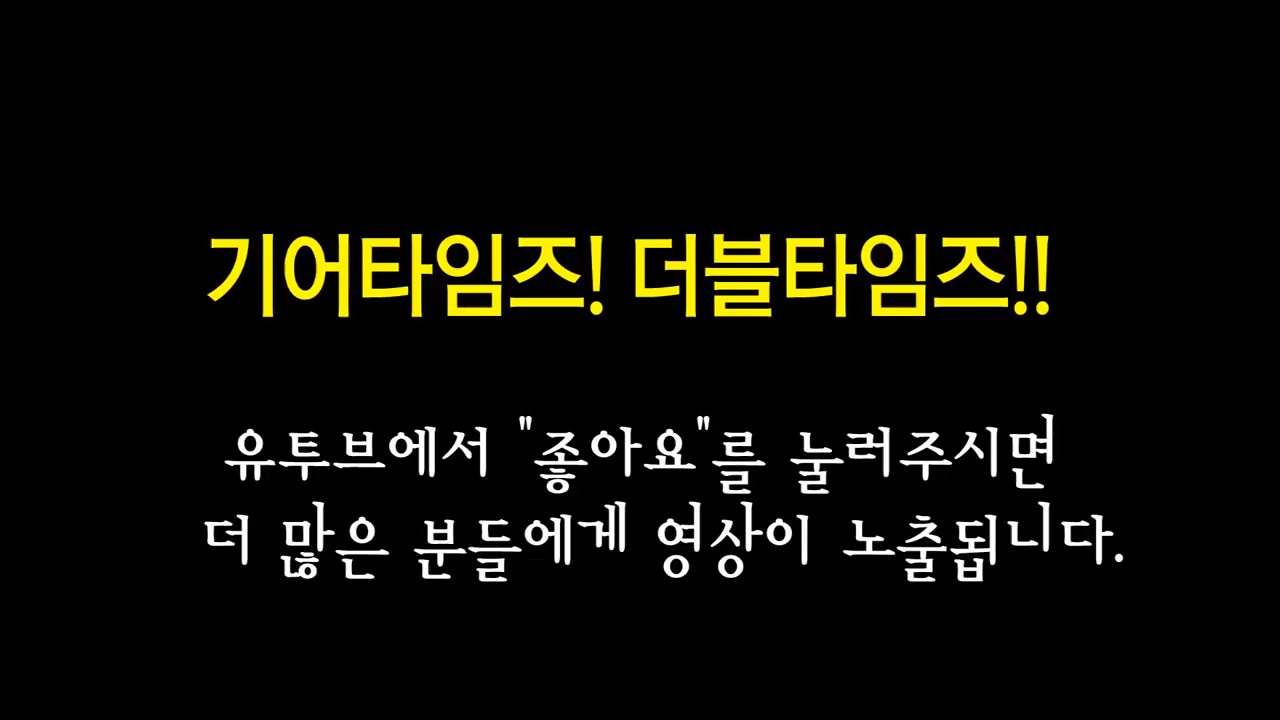 기어타임즈! 더블타임즈!!
유투브에서 "좋아요"를 눌러주시면
더 많은 분들에게 영상이 노출됩니다.